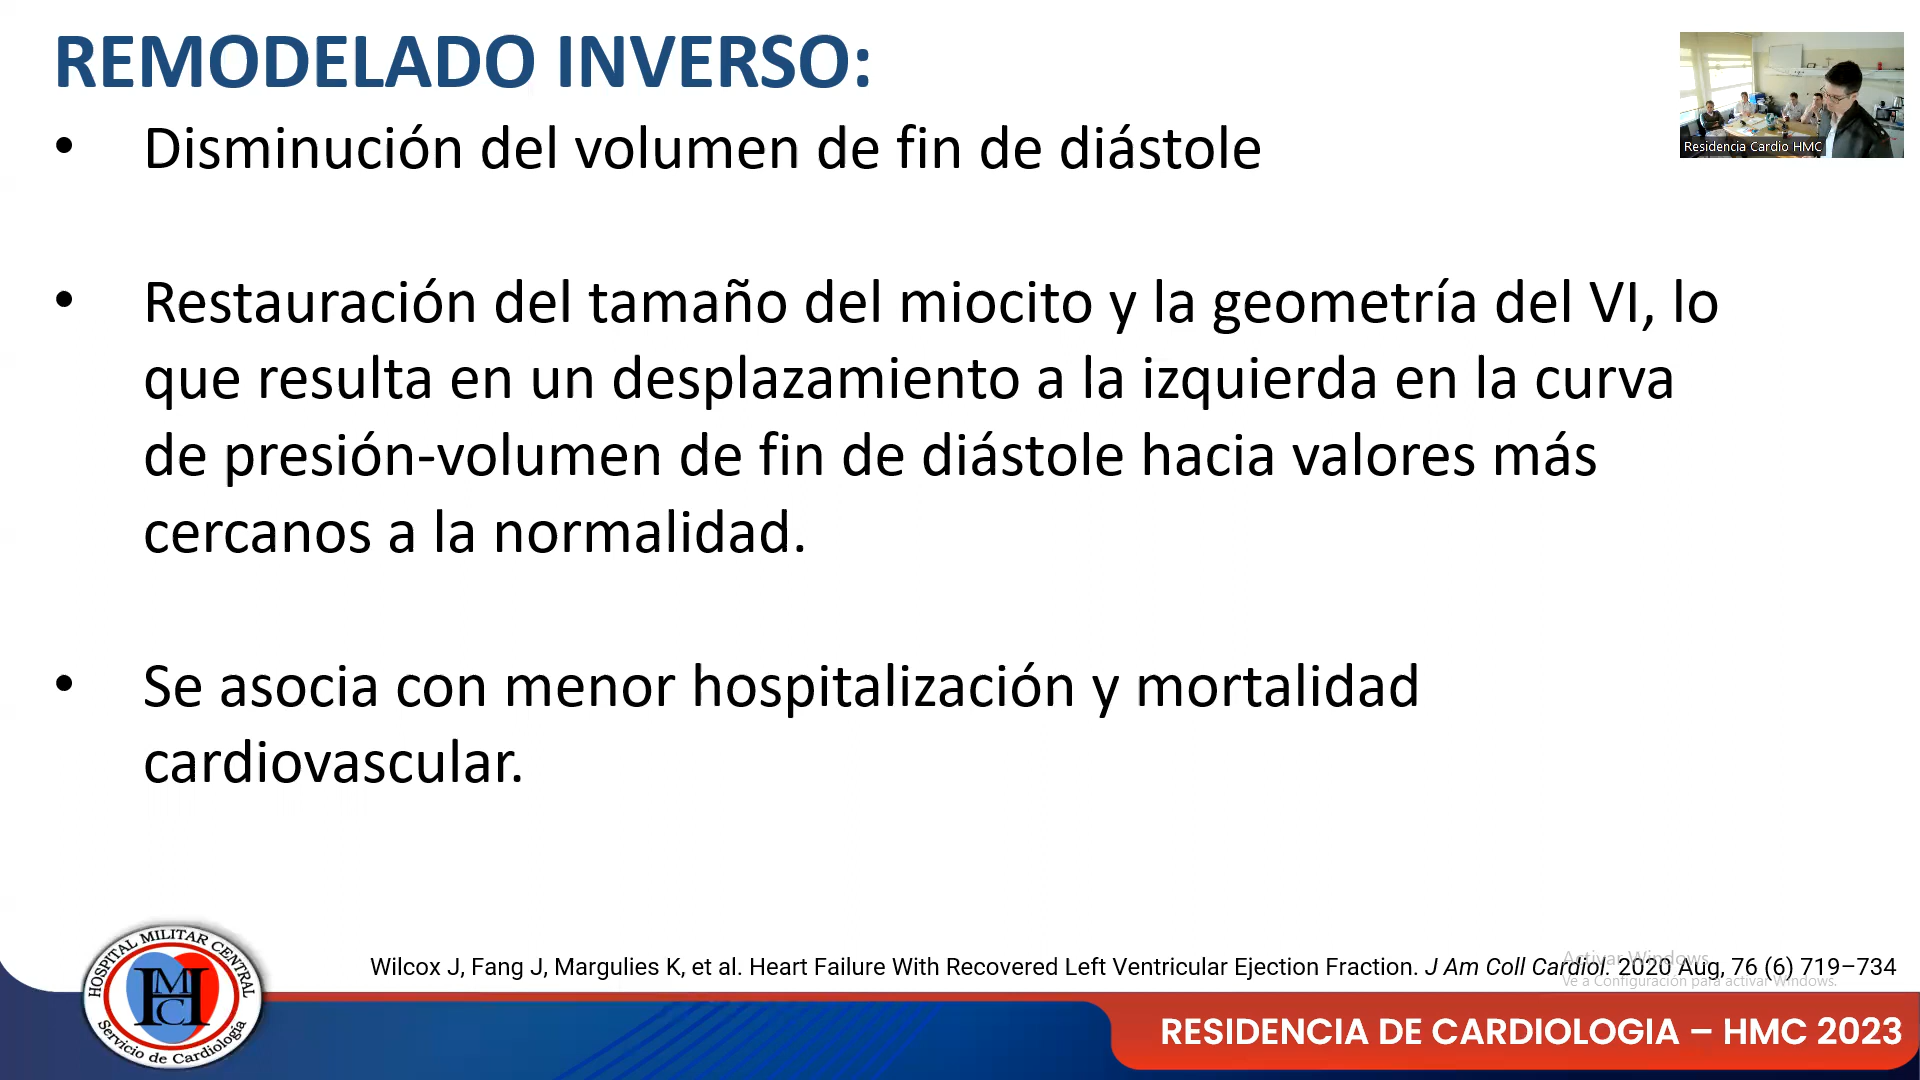 REMODELADO INVERSO:
• Disminución del volumen de fin de diástole
• Restauración del tamaño del miocito y la geometría del VI, lo
que resulta en un desplazamiento a la izquierda en la curva
de presión-volumen de fin de diástole hacia valores más
cercanos a la normalidad.
• Se asocia con menor hospitalización y mortalidad
cardiovascular.
Residencia Cardio HMC
Wilcox J, Fang J, Margulies K, et al. Heart Failure With Recovered Left Ventricular Ejection Fraction. J Am Coll Cardiol. 2020 Aug, 76 (6) 719–734
Activar Windows
Ve a Configuración para activar Windows.
HOSPITAL MILITAR CENTRAL
HMC
Servicio de Cardiología
RESIDENCIA DE CARDIOLOGIA – HMC 2023